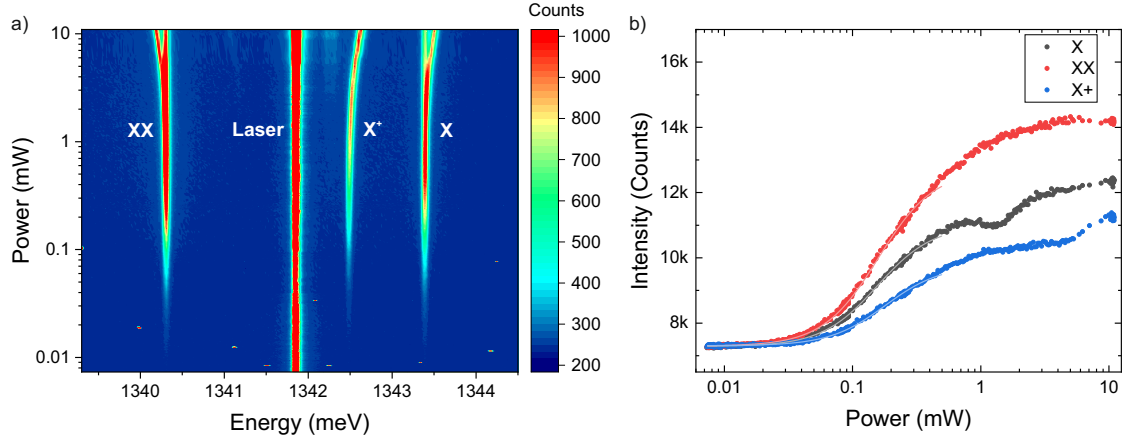 a)
Counts
Power (mW)
10
1
0.1
0.01
XX
Laser
X⁺
X
1340
1341
1342
1343
1344
Energy (meV)
1000
900
800
700
600
500
400
300
200
b)
Intensity (Counts)
16k
14k
12k
10k
8k
X
XX
X+
0.01
0.1
1
10
Power (mW)